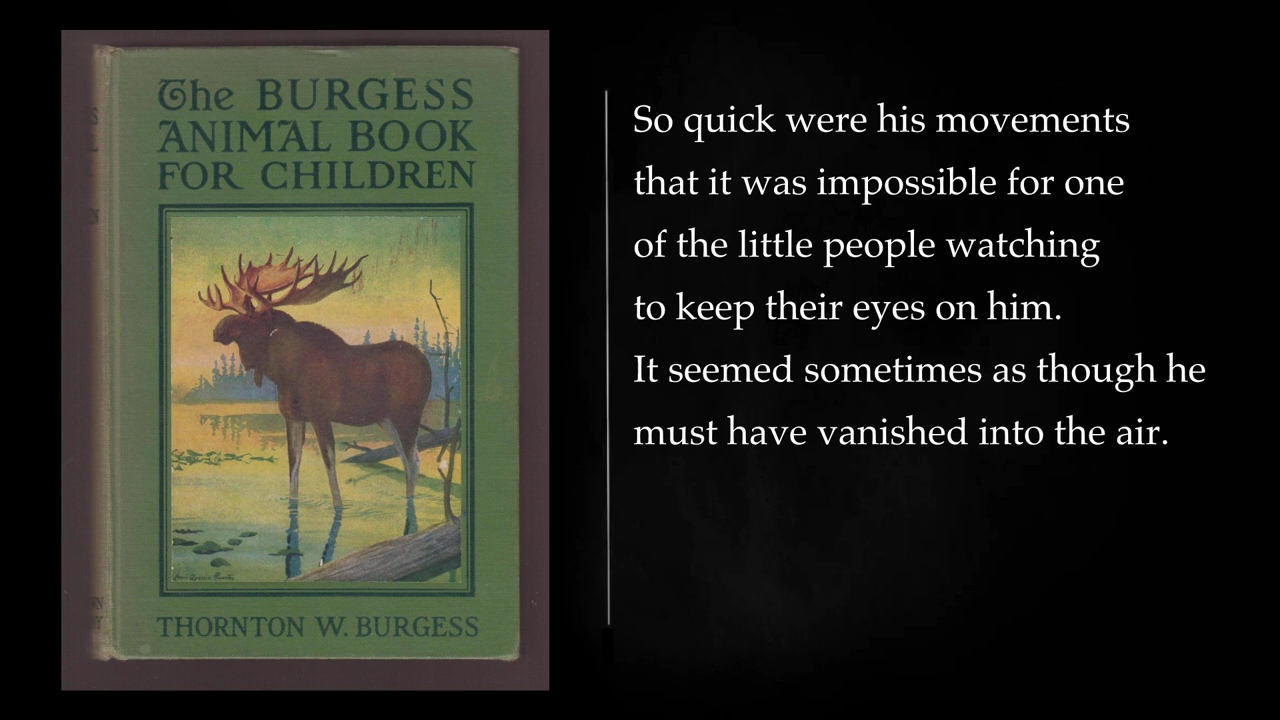 The BURGESS
ANIMAL BOOK
FOR CHILDREN
THORNTON W. BURGESS
So quick were his movements
that it was impossible for one
of the little people watching
to keep their eyes on him.
It seemed sometimes as though he
must have vanished into the air.